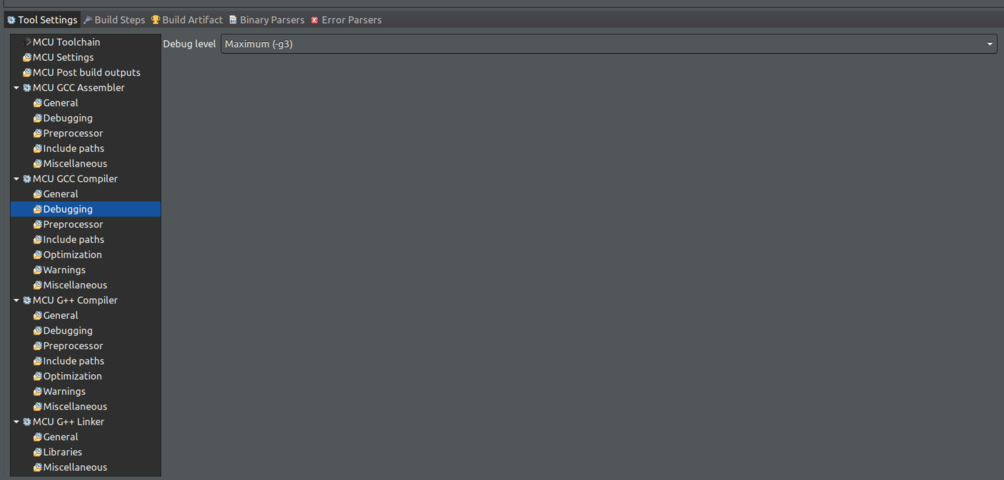 Tool Settings Build Steps Build Artifact Binary Parsers Error Parsers
MCU Toolchain
Debug level Maximum (-g3)
MCU Settings
MCU Post build outputs
MCU GCC Assembler
General
Debugging
Preprocessor
Include paths
Miscellaneous
MCU GCC Compiler
General
Debugging
Preprocessor
Include paths
Optimization
Warnings
Miscellaneous
MCU G++ Compiler
General
Debugging
Preprocessor
Include paths
Optimization
Warnings
Miscellaneous
MCU G++ Linker
General
Libraries
Miscellaneous